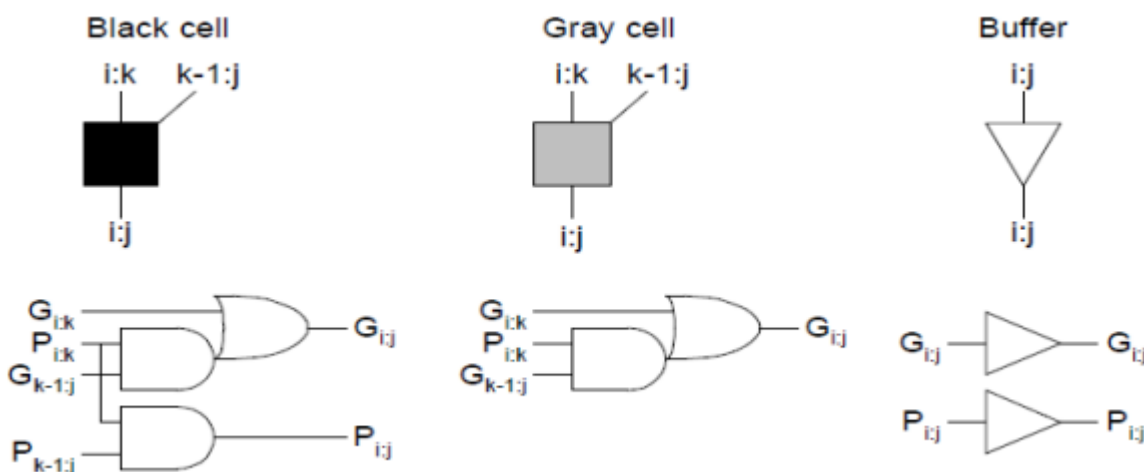 Black cell Gray cell Buffer
i:k k-1:j i:k k-1:j i:j
i:j i:j i:j
G i:k G i:j G i:k G i:j G i:j G i:j
P i:k P i:k
G k-1:j G k-1:j
P k-1:j P i:j P i:j P i:j